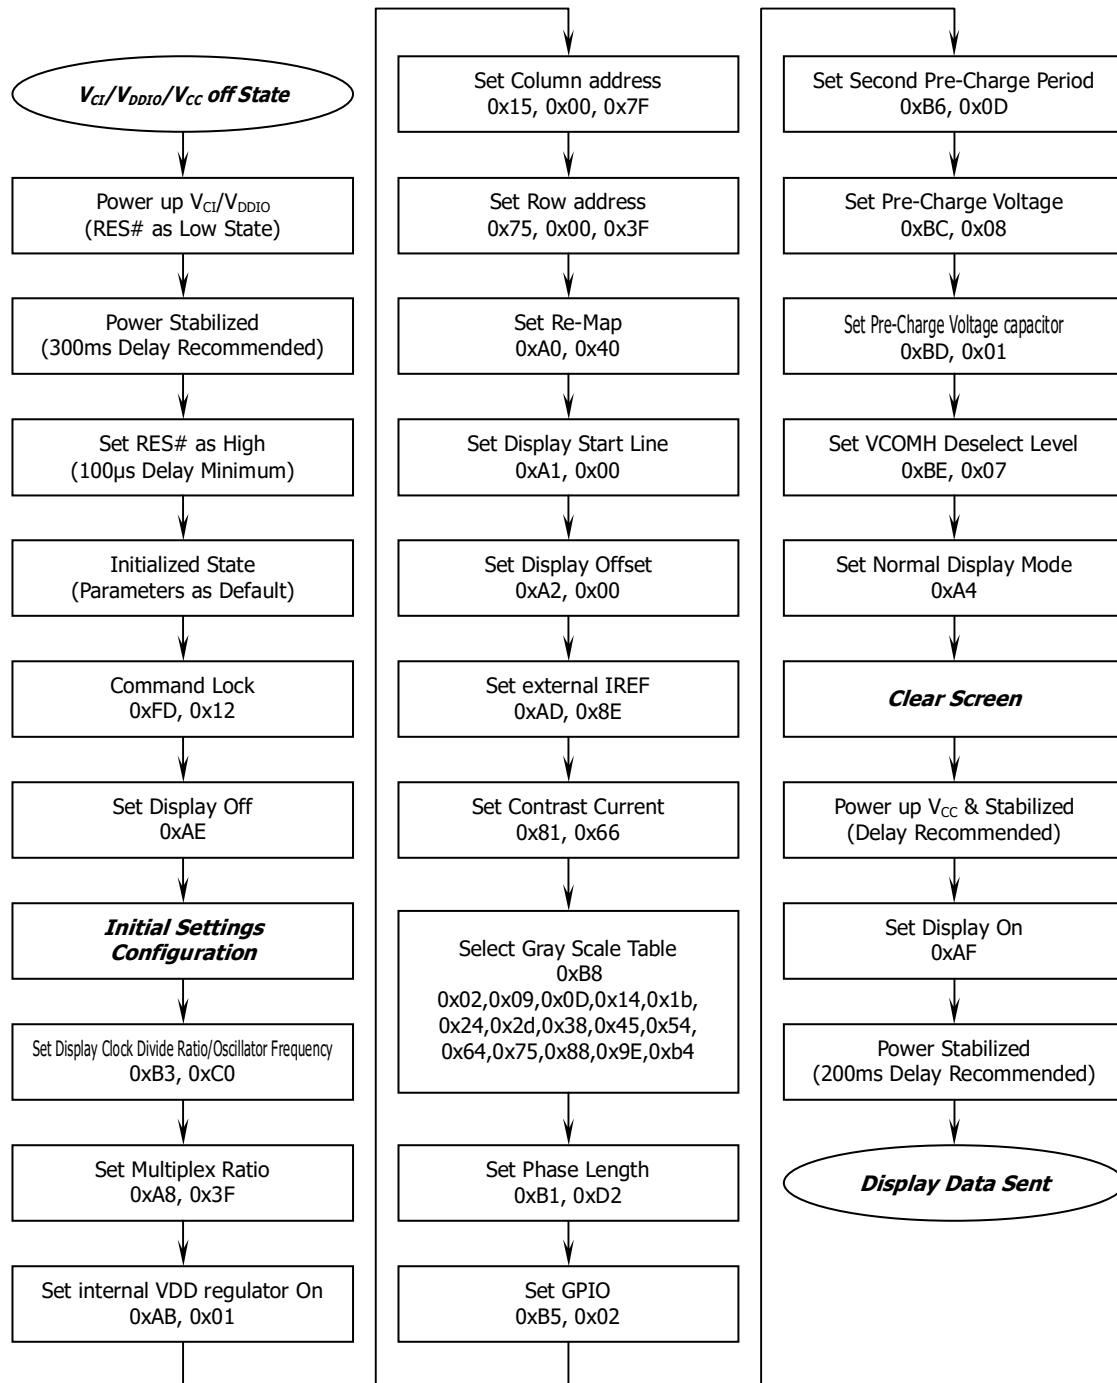 V_CI/V_DDIO/V_CC off State
Power up V_CI/V_DDIO
(RES# as Low State)
Power Stabilized
(300ms Delay Recommended)
Set RES# as High
(100µs Delay Minimum)
Initialized State
(Parameters as Default)
Command Lock
0xFD, 0x12
Set Display Off
0xAE
Initial Settings
Configuration
Set Display Clock Divide Ratio/Oscillator Frequency
0xB3, 0xC0
Set Multiplex Ratio
0xA8, 0x3F
Set internal VDD regulator On
0xAB, 0x01
Set Column address
0x15, 0x00, 0x7F
Set Row address
0x75, 0x00, 0x3F
Set Re-Map
0xA0, 0x40
Set Display Start Line
0xA1, 0x00
Set Display Offset
0xA2, 0x00
Set external IREF
0xAD, 0x8E
Set Contrast Current
0x81, 0x66
Select Gray Scale Table
0xB8
0x02,0x09,0x0D,0x14,0x1b,
0x24,0x2d,0x38,0x45,0x54,
0x64,0x75,0x88,0x9E,0xb4
Set Phase Length
0xB1, 0xD2
Set GPIO
0xB5, 0x02
Set Second Pre-Charge Period
0xB6, 0x0D
Set Pre-Charge Voltage
0xBC, 0x08
Set Pre-Charge Voltage capacitor
0xBD, 0x01
Set VCOMH Deselect Level
0xBE, 0x07
Set Normal Display Mode
0xA4
Clear Screen
Power up V_CC & Stabilized
(Delay Recommended)
Set Display On
0xAF
Power Stabilized
(200ms Delay Recommended)
Display Data Sent